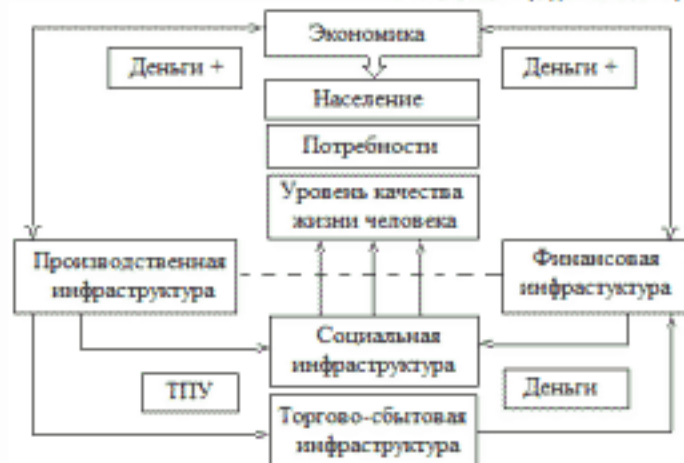 Экономика
Деньги +
Деньги +
Население
Потребности
Уровень качества
жизни человека
Производственная
инфраструктура
Финансовая
инфрастуктура
Социальная
инфраструктура
ТПУ
Деньги
Торгово-сбытовая
инфраструктура